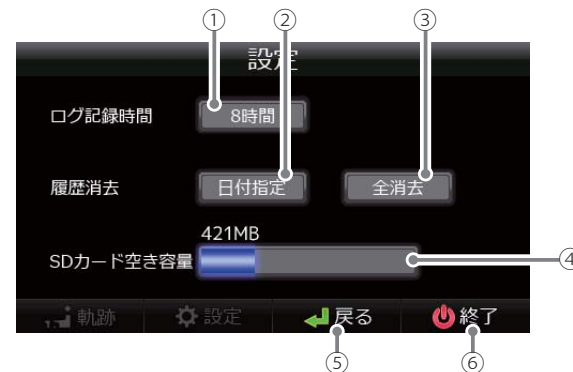 ① ② ③
設定
ログ記録時間 8時間
履歴消去 日付指定 全消去
421MB
SDカード空き容量 ④
軌跡 設定 戻る 終了
⑤ ⑥